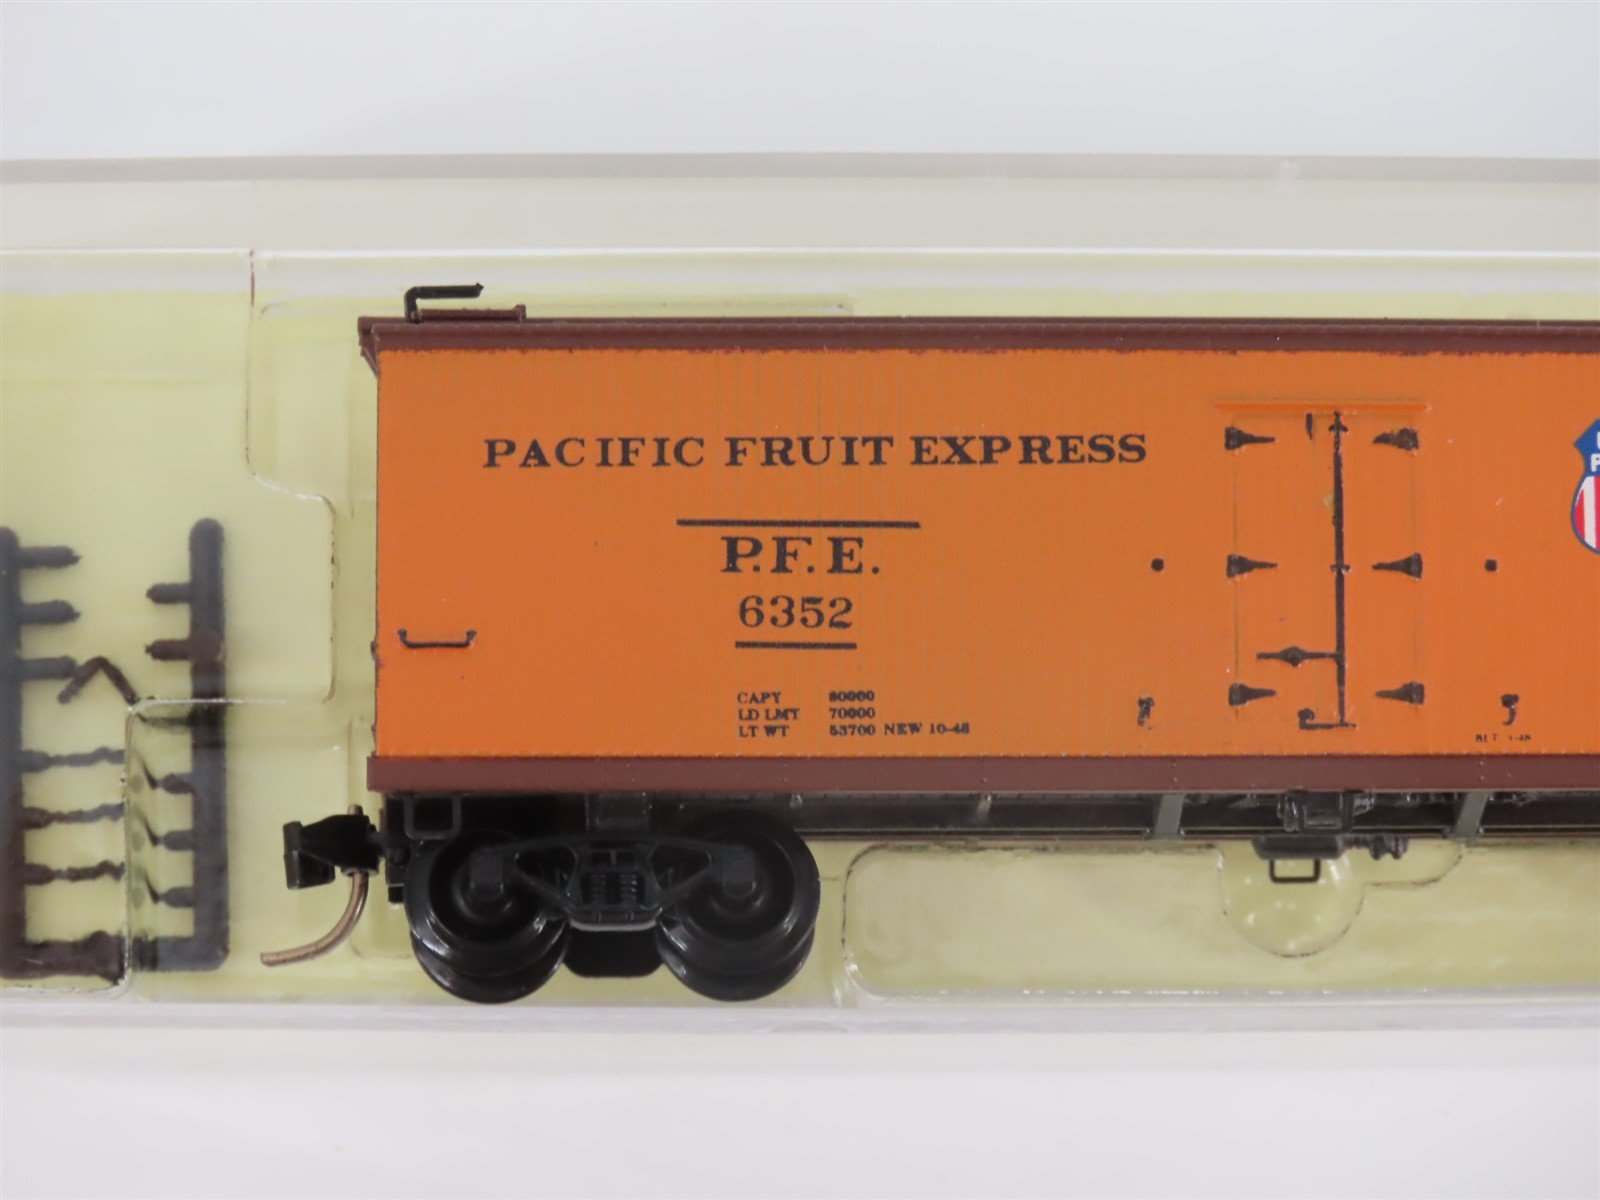 PACIFIC FRUIT EXPRESS
P.F.E.
6352
CAPY 80000
LD LMT 70000
LT WT 53700 NEW 10-48